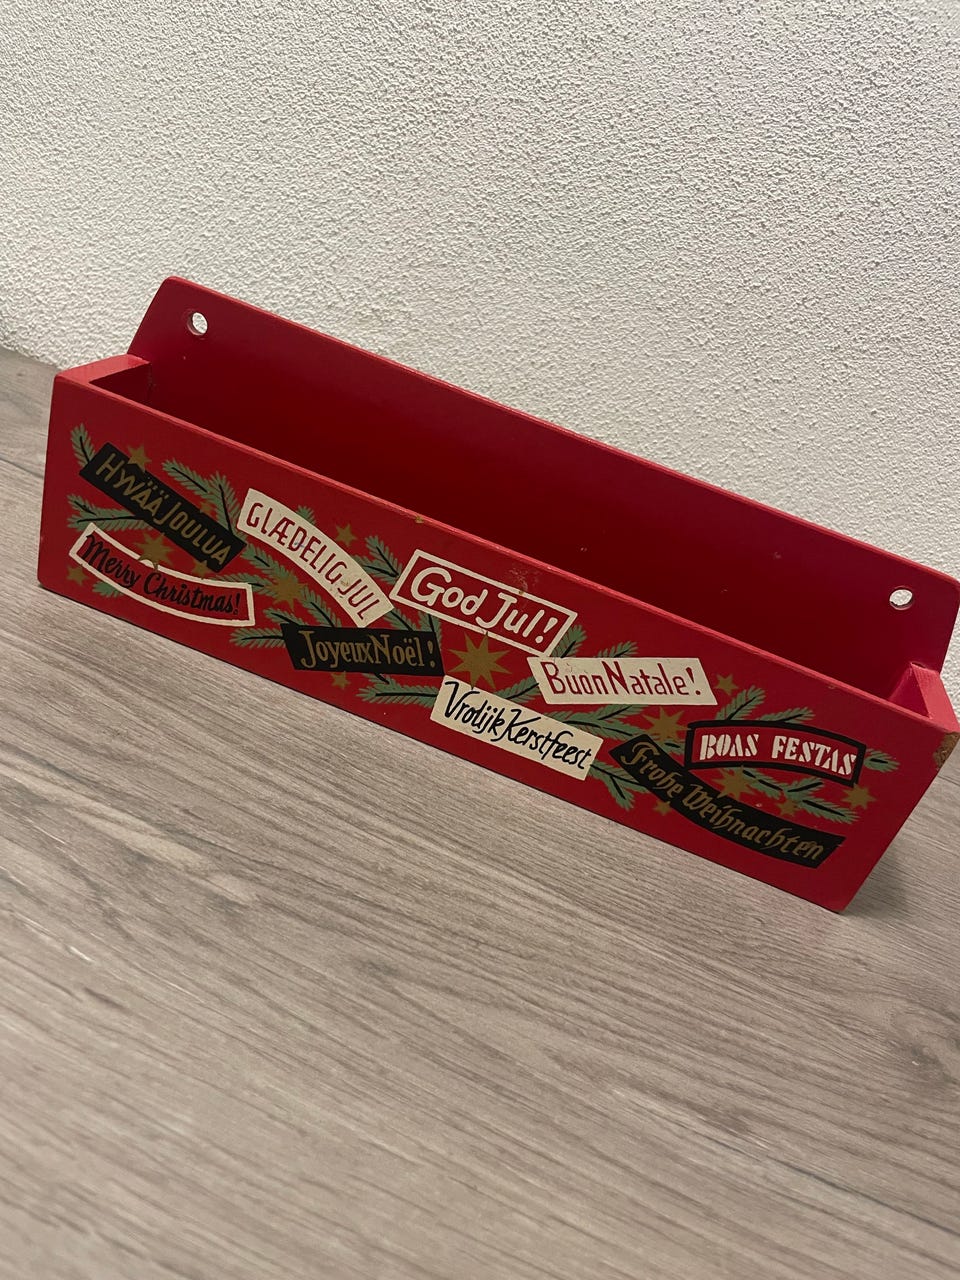 HYVÄÄ JOULUA
Merry Christmas!
GLÆDELIG JUL
Joyeux Noël!
God Jul!
Vrolijk Kerstfeest
Buon Natale!
BOAS FESTAS
Frohe Weihnachten